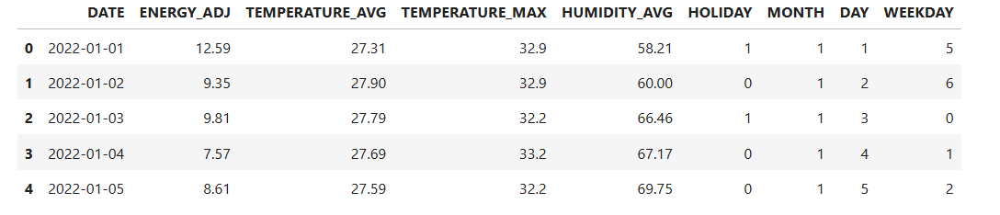 DATE ENERGY_ADJ TEMPERATURE_AVG TEMPERATURE_MAX HUMIDITY_AVG HOLIDAY MONTH DAY WEEKDAY
0 2022-01-01 12.59 27.31 32.9 58.21 1 1 1 5
1 2022-01-02 9.35 27.90 32.9 60.00 0 1 2 6
2 2022-01-03 9.81 27.79 32.2 66.46 1 1 3 0
3 2022-01-04 7.57 27.69 33.2 67.17 0 1 4 1
4 2022-01-05 8.61 27.59 32.2 69.75 0 1 5 2